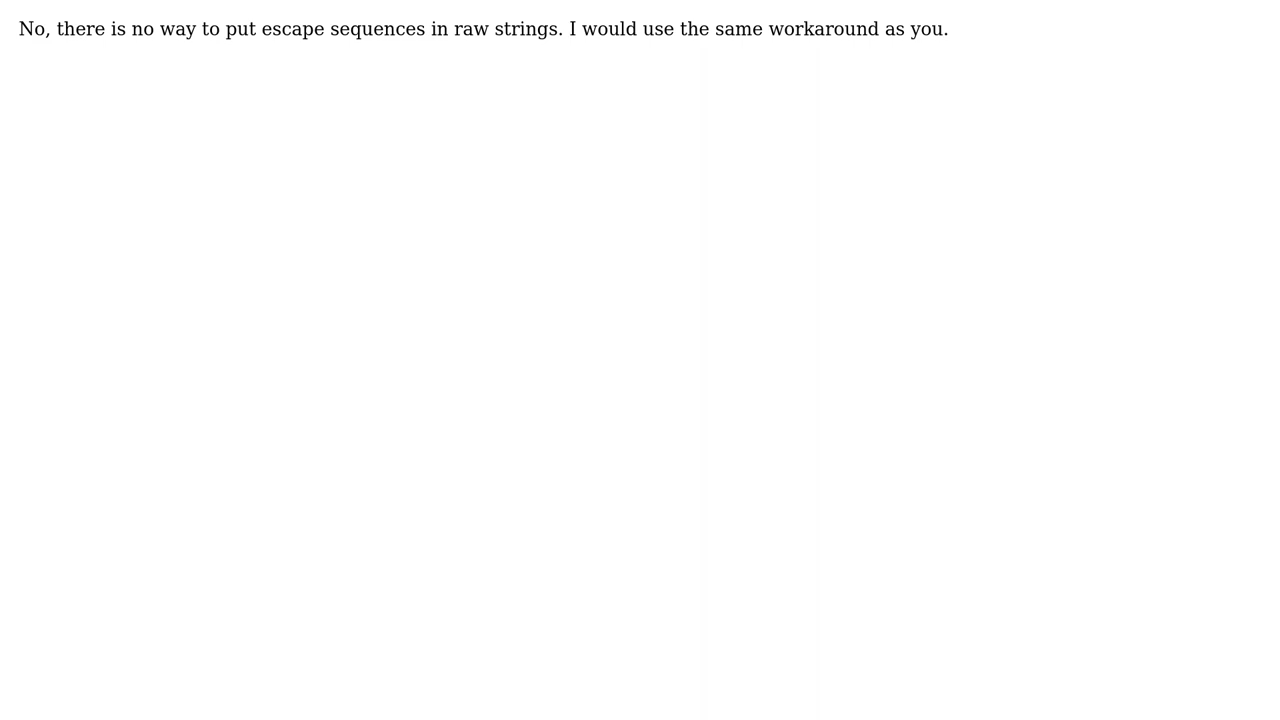 No, there is no way to put escape sequences in raw strings. I would use the same workaround as you.